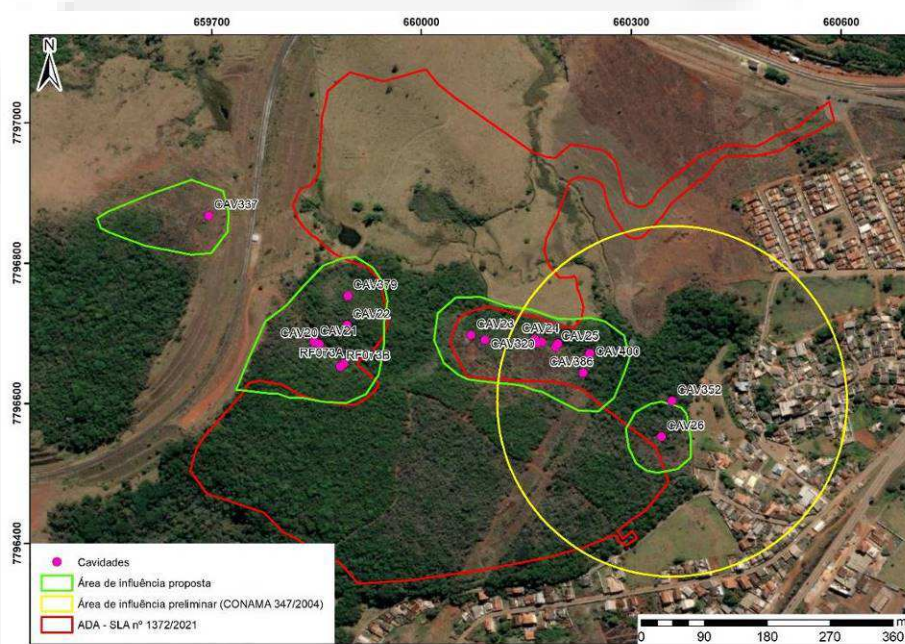 659700 660000 660300 660600
N
7797000
7796800
7796600
7796400
CAV337
CAV379
CAV22
CAV20 CAV21
RF073A RF073B
CAV23 CAV24 CAV25
CAV320 CAV400
CAV386
CAV352
CAV26
Cavidades
Área de influência proposta
Área de influência preliminar (CONAMA 347/2004)
ADA - SLA nº 1372/2021
m
0 90 180 270 360